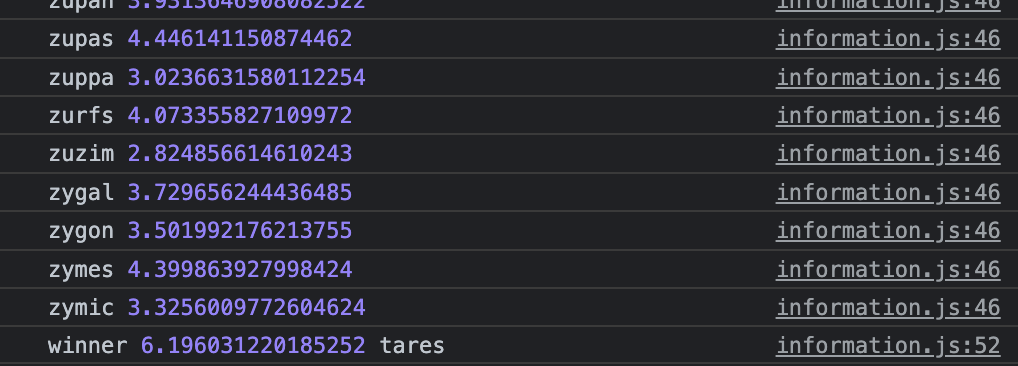 zupan 3.9313646908082522 information.js:46
zupas 4.446141150874462 information.js:46
zuppa 3.0236631580112254 information.js:46
zurfs 4.073355827109972 information.js:46
zuzim 2.824856614610243 information.js:46
zygal 3.729656244436485 information.js:46
zygon 3.501992176213755 information.js:46
zymes 4.399863927998424 information.js:46
zymic 3.3256009772604624 information.js:46
winner 6.196031220185252 tares information.js:52